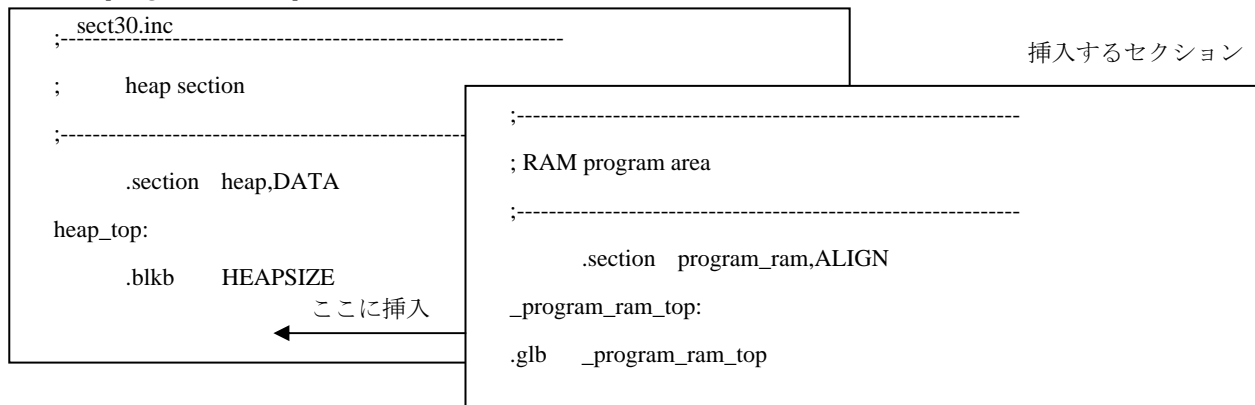 sect30.inc
;---------------------------------------------------------------
; heap section
;---------------------------------------------------------------
.section heap,DATA
heap_top:
.blkb HEAPSIZE
ここに挿入
挿入するセクション
;---------------------------------------------------------------
; RAM program area
;---------------------------------------------------------------
.section program_ram,ALIGN
_program_ram_top:
.glb _program_ram_top